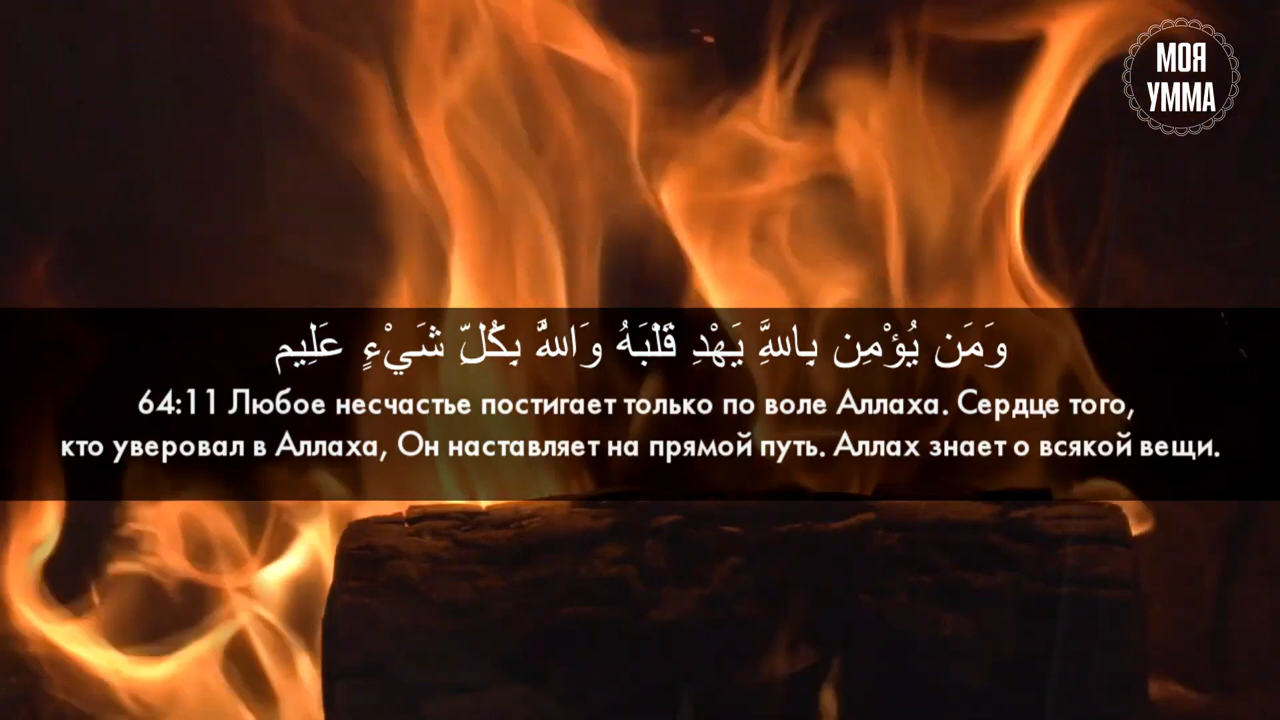 МОЯ
УММА
وَمَن يُؤْمِن بِاللَّهِ يَهْدِ قَلْبَهُ وَاللَّهُ بِكُلِّ شَيْءٍ عَلِيم
64:11 Любое несчастье постигает только по воле Аллаха. Сердце того,
кто уверовал в Аллаха, Он наставляет на прямой путь. Аллах знает о всякой вещи.